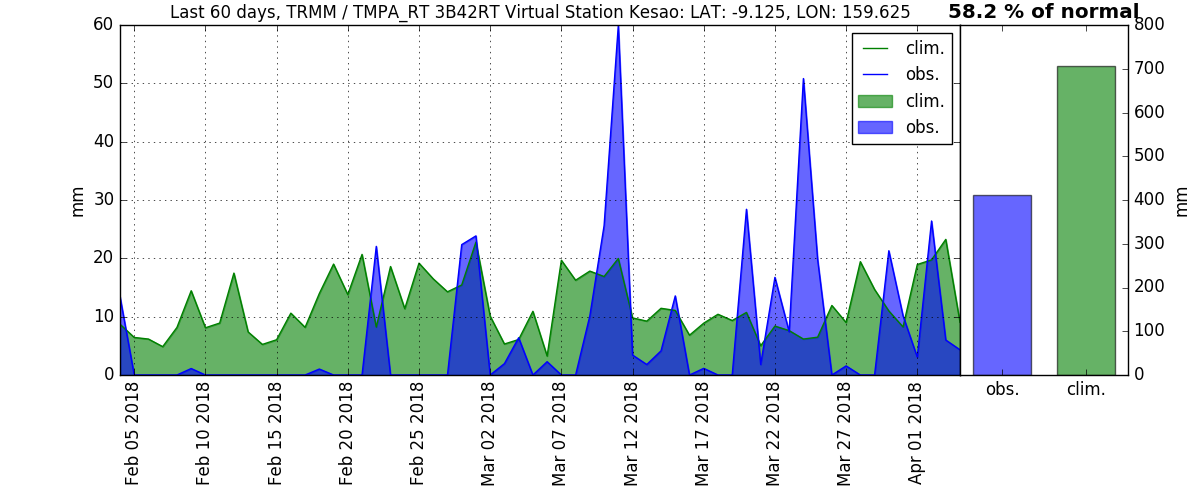 Last 60 days, TRMM / TMPA_RT 3B42RT Virtual Station Kesao: LAT: -9.125, LON: 159.625
58.2 % of normal
60
50
40
30
20
10
0
mm
clim.
obs.
clim.
obs.
800
700
600
500
400
300
200
100
0
mm
obs.
clim.
Feb 05 2018
Feb 10 2018
Feb 15 2018
Feb 20 2018
Feb 25 2018
Mar 02 2018
Mar 07 2018
Mar 12 2018
Mar 17 2018
Mar 22 2018
Mar 27 2018
Apr 01 2018